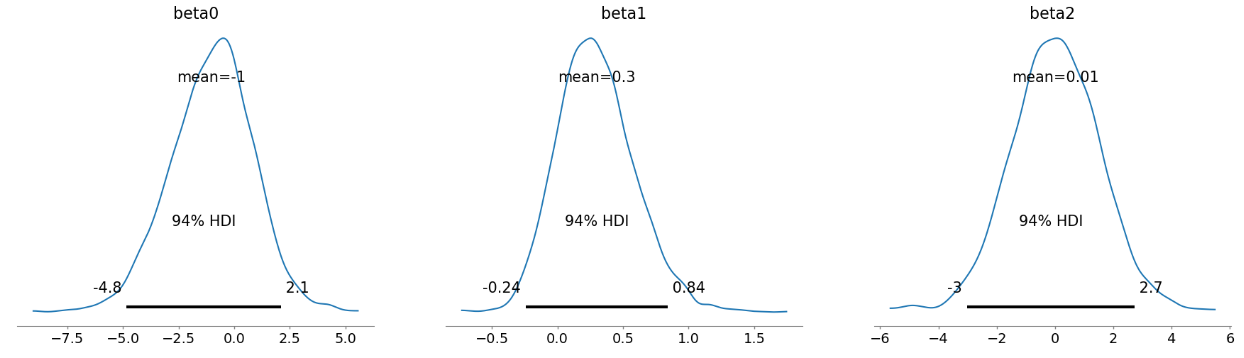 beta0
mean=-1
94% HDI
-4.8 2.1
−7.5 −5.0 −2.5 0.0 2.5 5.0
beta1
mean=0.3
94% HDI
-0.24 0.84
−0.5 0.0 0.5 1.0 1.5
beta2
mean=0.01
94% HDI
-3 2.7
−6 −4 −2 0 2 4 6